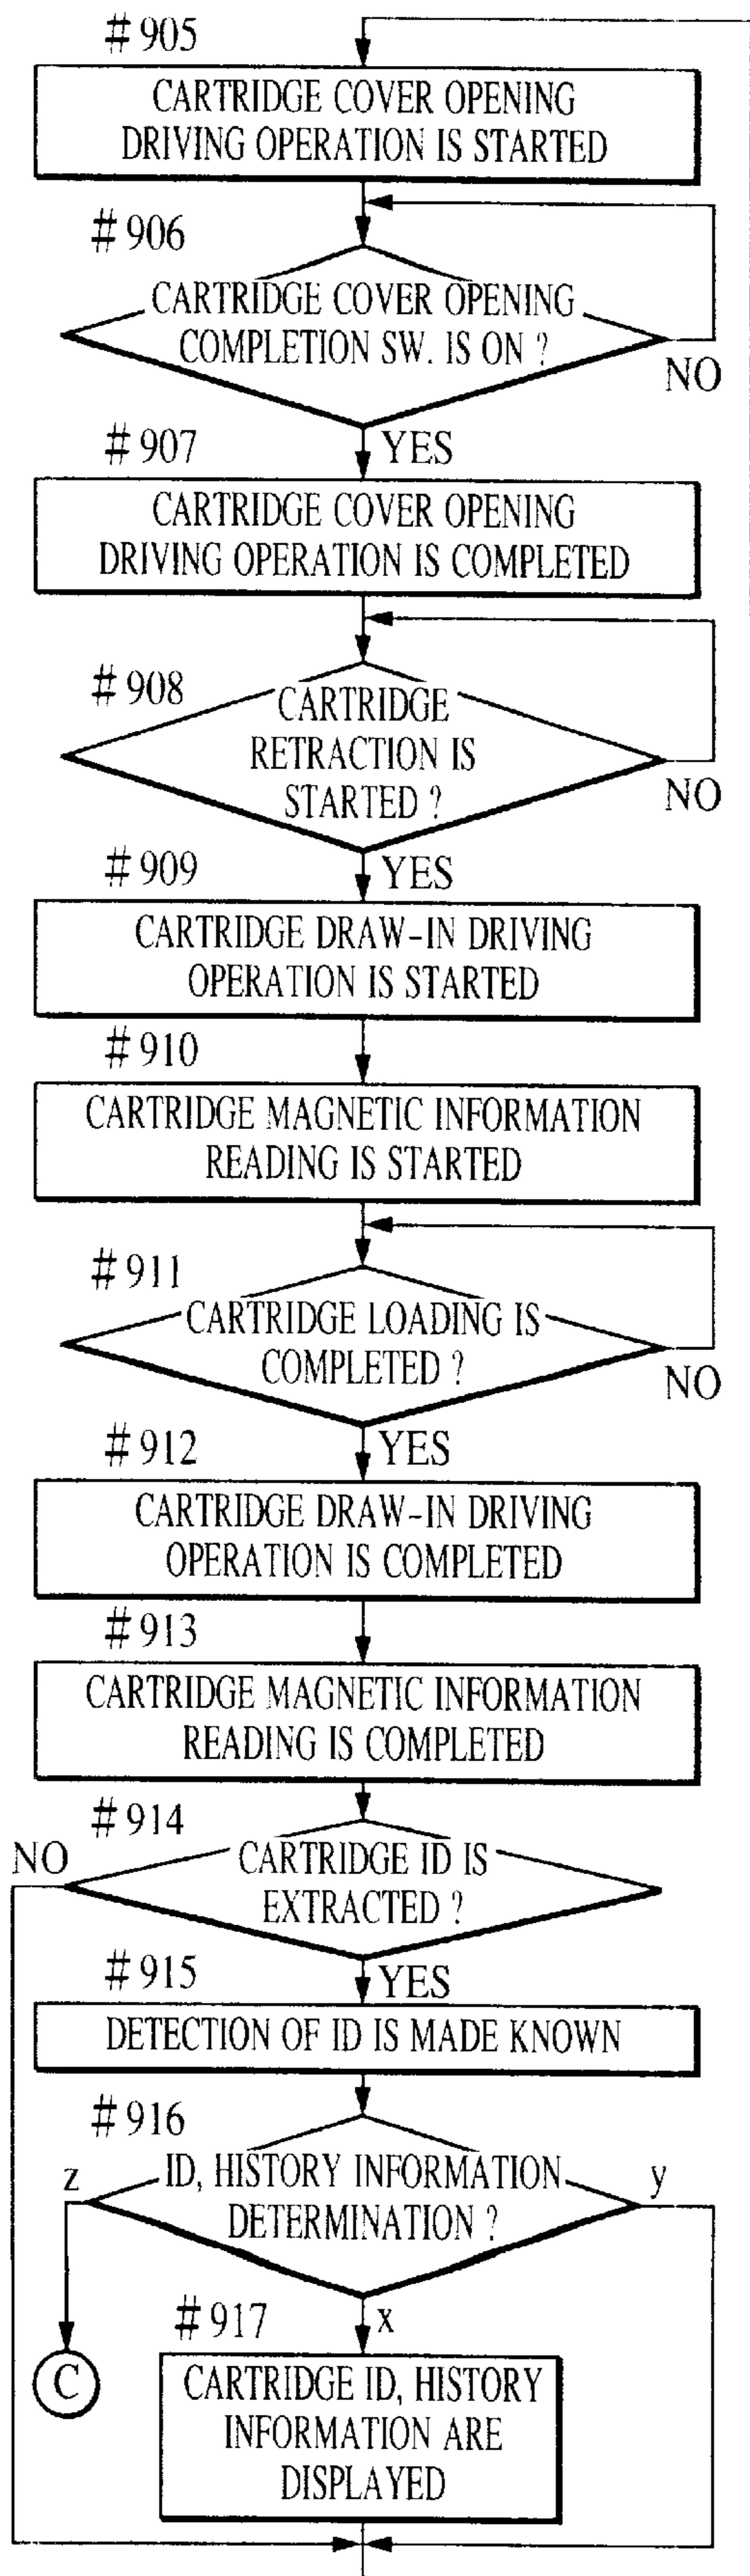 #905
CARTRIDGE COVER OPENING
DRIVING OPERATION IS STARTED
#906
CARTRIDGE COVER OPENING
COMPLETION SW. IS ON ?
NO
#907
YES
CARTRIDGE COVER OPENING
DRIVING OPERATION IS COMPLETED
#908
CARTRIDGE
RETRACTION IS
STARTED ?
NO
#909
YES
CARTRIDGE DRAW-IN DRIVING
OPERATION IS STARTED
#910
CARTRIDGE MAGNETIC INFORMATION
READING IS STARTED
#911
CARTRIDGE LOADING IS
COMPLETED ?
NO
#912
YES
CARTRIDGE DRAW-IN DRIVING
OPERATION IS COMPLETED
#913
CARTRIDGE MAGNETIC INFORMATION
READING IS COMPLETED
#914
NO
CARTRIDGE ID IS
EXTRACTED ?
#915
YES
DETECTION OF ID IS MADE KNOWN
#916
z
ID, HISTORY INFORMATION
y
DETERMINATION ?
#917
x
C
CARTRIDGE ID, HISTORY
INFORMATION ARE
DISPLAYED